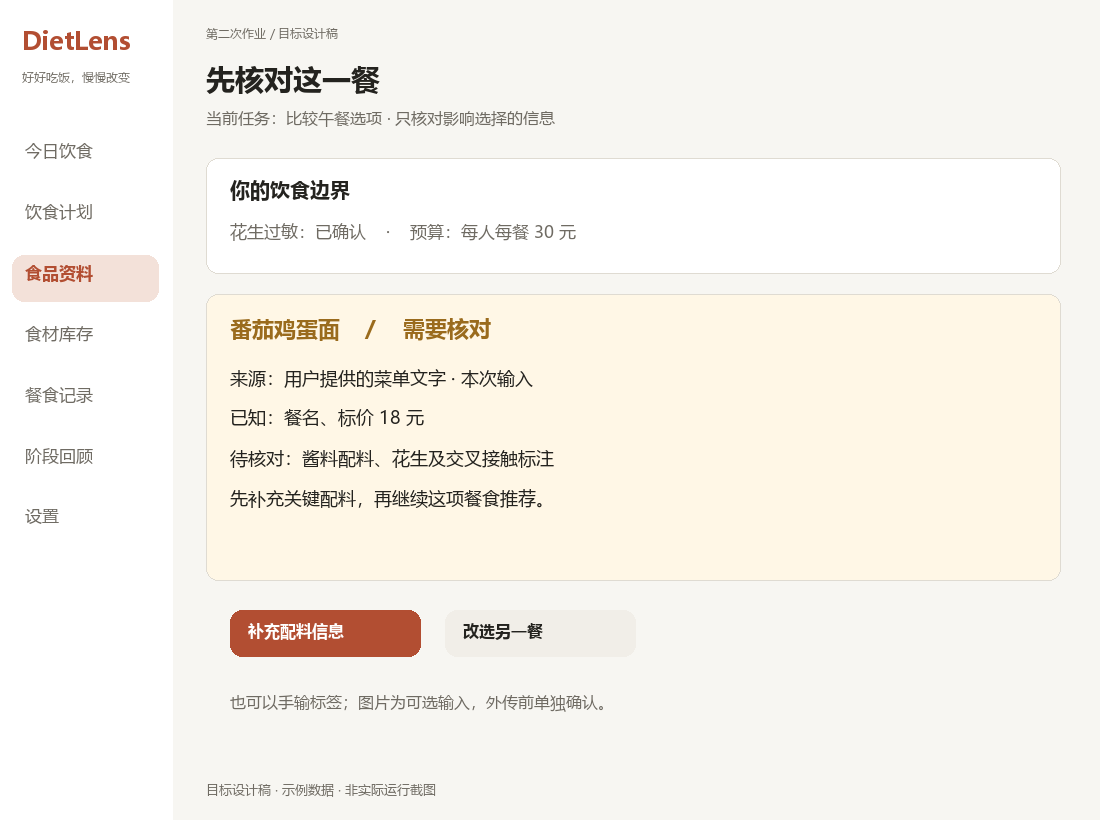 DietLens
好好吃饭，慢慢改变
今日饮食
饮食计划
食品资料
食材库存
餐食记录
阶段回顾
设置
第二次作业 / 目标设计稿
先核对这一餐
当前任务：比较午餐选项 · 只核对影响选择的信息
你的饮食边界
花生过敏：已确认 · 预算：每人每餐 30 元
番茄鸡蛋面 / 需要核对
来源：用户提供的菜单文字 · 本次输入
已知：餐名、标价 18 元
待核对：酱料配料、花生及交叉接触标注
先补充关键配料，再继续这项餐食推荐。
补充配料信息
改选另一餐
也可以手输标签；图片为可选输入，外传前单独确认。
目标设计稿 · 示例数据 · 非实际运行截图